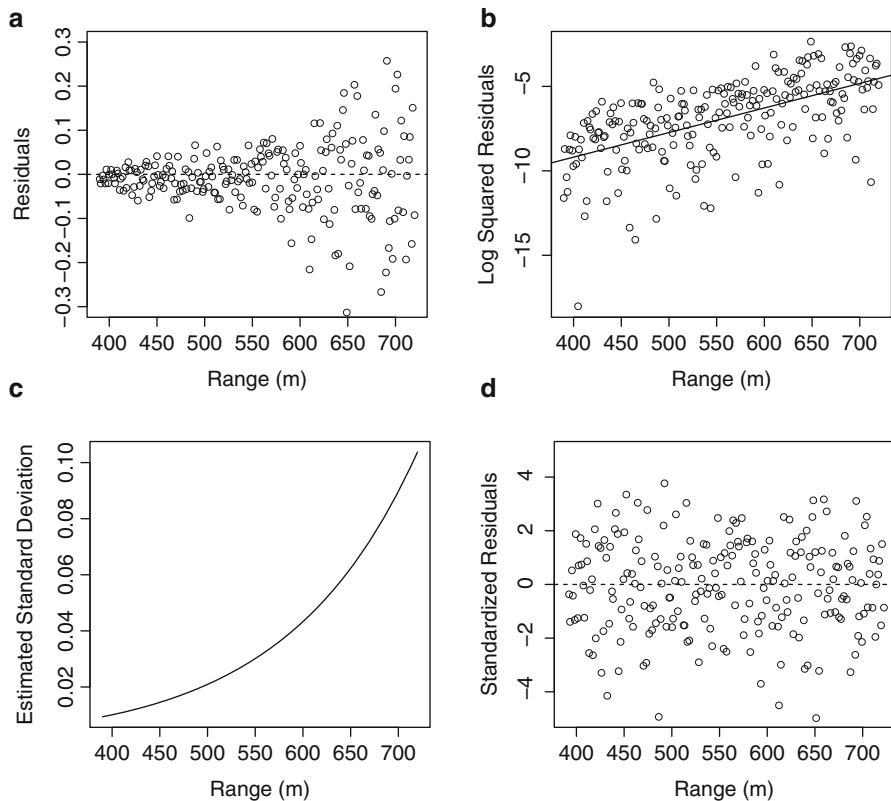 a
Residuals
0.3
0.2
0.1
0.0
−0.1
−0.2
−0.3
400 450 500 550 600 650 700
Range (m)
b
Log Squared Residuals
−5
−10
−15
400 450 500 550 600 650 700
Range (m)
c
Estimated Standard Deviation
0.10
0.08
0.06
0.04
0.02
400 450 500 550 600 650 700
Range (m)
d
Standardized Residuals
4
2
0
−2
−4
400 450 500 550 600 650 700
Range (m)